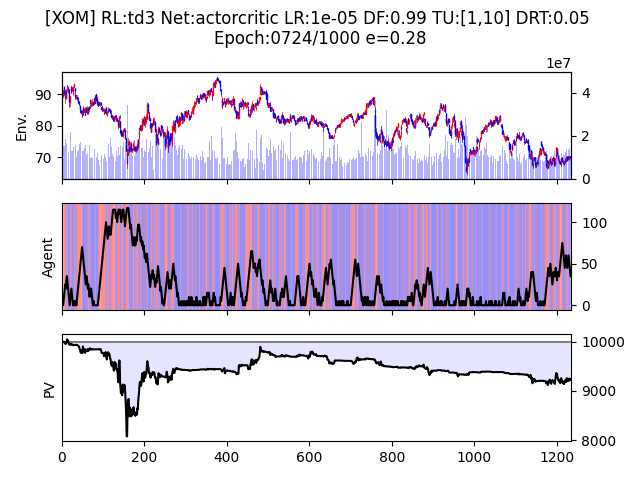 [XOM] RL:td3 Net:actorcritic LR:1e-05 DF:0.99 TU:[1,10] DRT:0.05
Epoch:0724/1000 e=0.28
1e7
90
80
70
Env.
4
2
0
Agent
100
50
0
PV
10000
9000
8000
0 200 400 600 800 1000 1200